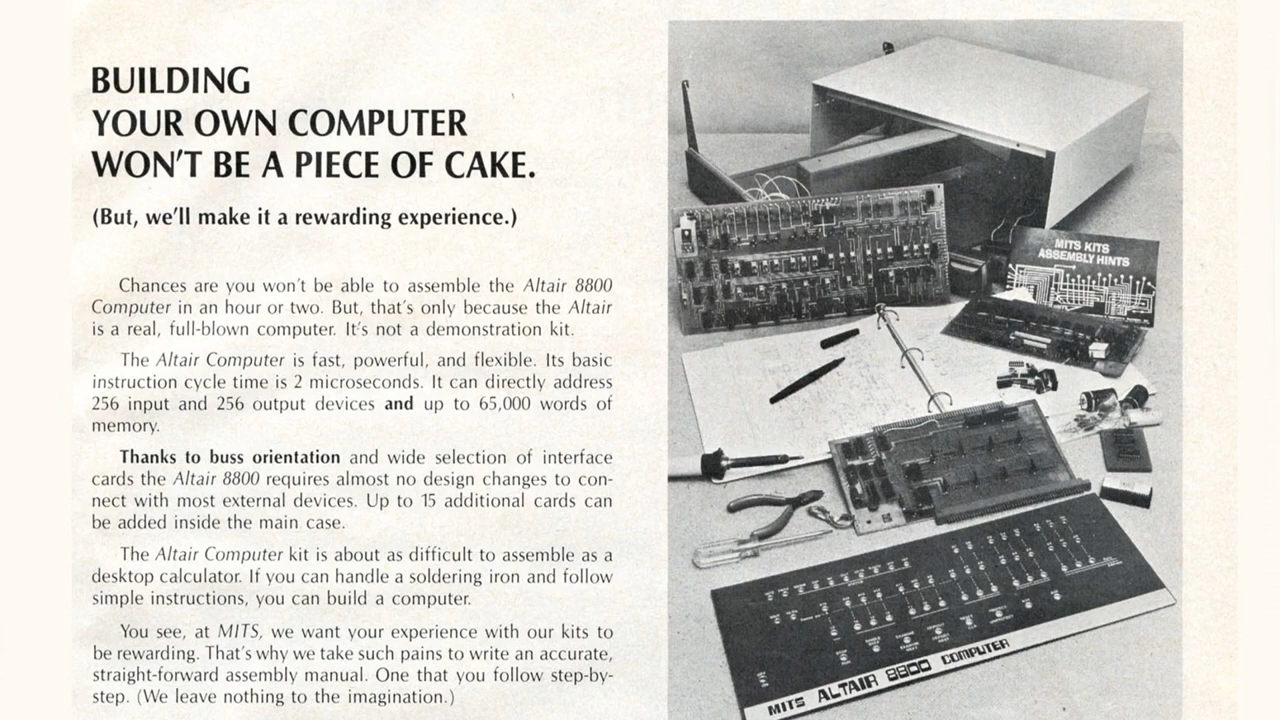 BUILDING
YOUR OWN COMPUTER
WON'T BE A PIECE OF CAKE.
(But, we'll make it a rewarding experience.)
Chances are you won't be able to assemble the Altair 8800
Computer in an hour or two. But, that's only because the Altair
is a real, full-blown computer. It's not a demonstration kit.
The Altair Computer is fast, powerful, and flexible. Its basic
instruction cycle time is 2 microseconds. It can directly address
256 input and 256 output devices and up to 65,000 words of
memory.
Thanks to buss orientation and wide selection of interface
cards the Altair 8800 requires almost no design changes to con-
nect with most external devices. Up to 15 additional cards can
be added inside the main case.
The Altair Computer kit is about as difficult to assemble as a
desktop calculator. If you can handle a soldering iron and follow
simple instructions, you can build a computer.
You see, at MITS, we want your experience with our kits to
be rewarding. That's why we take such pains to write an accurate,
straight-forward assembly manual. One that you follow step-by-
step. (We leave nothing to the imagination.)
MITS KITS
ASSEMBLY HINTS
MITS ALTAIR 8800 COMPUTER